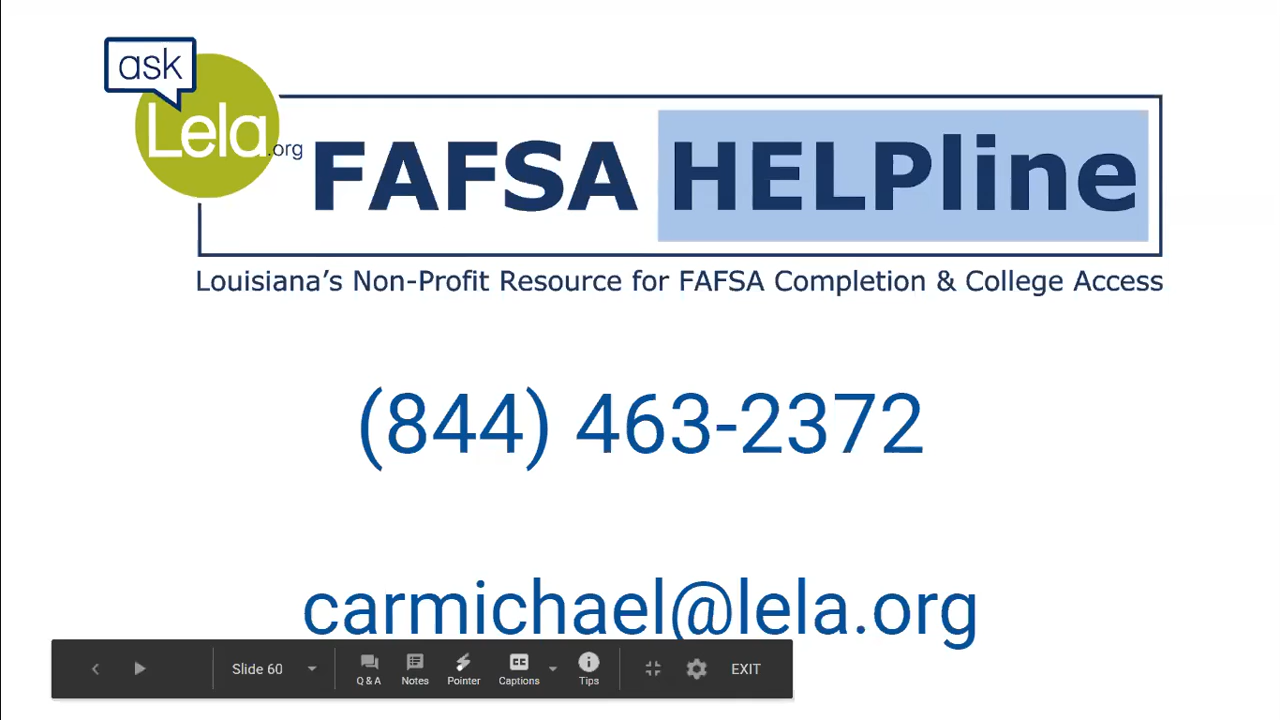 ask
Lela.org
FAFSA HELPline
Louisiana’s Non-Profit Resource for FAFSA Completion & College Access
(844) 463-2372
carmichael@lela.org
Slide 60
Q & A
Notes
Pointer
CC
Captions
Tips
EXIT